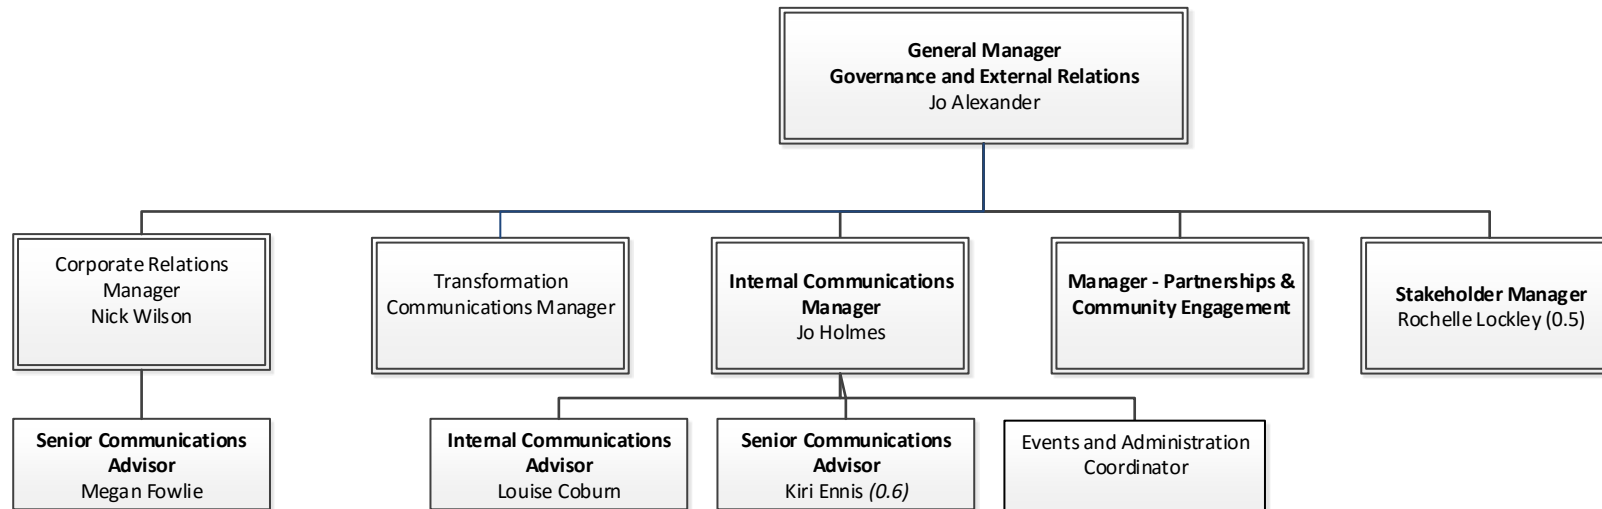 General Manager
Governance and External Relations
Jo Alexander
Corporate Relations
Manager
Nick Wilson
Transformation
Communications Manager
Internal Communications
Manager
Jo Holmes
Manager - Partnerships &
Community Engagement
Stakeholder Manager
Rochelle Lockley (0.5)
Senior Communications
Advisor
Megan Fowlie
Internal Communications
Advisor
Louise Coburn
Senior Communications
Advisor
Kiri Ennis (0.6)
Events and Administration
Coordinator